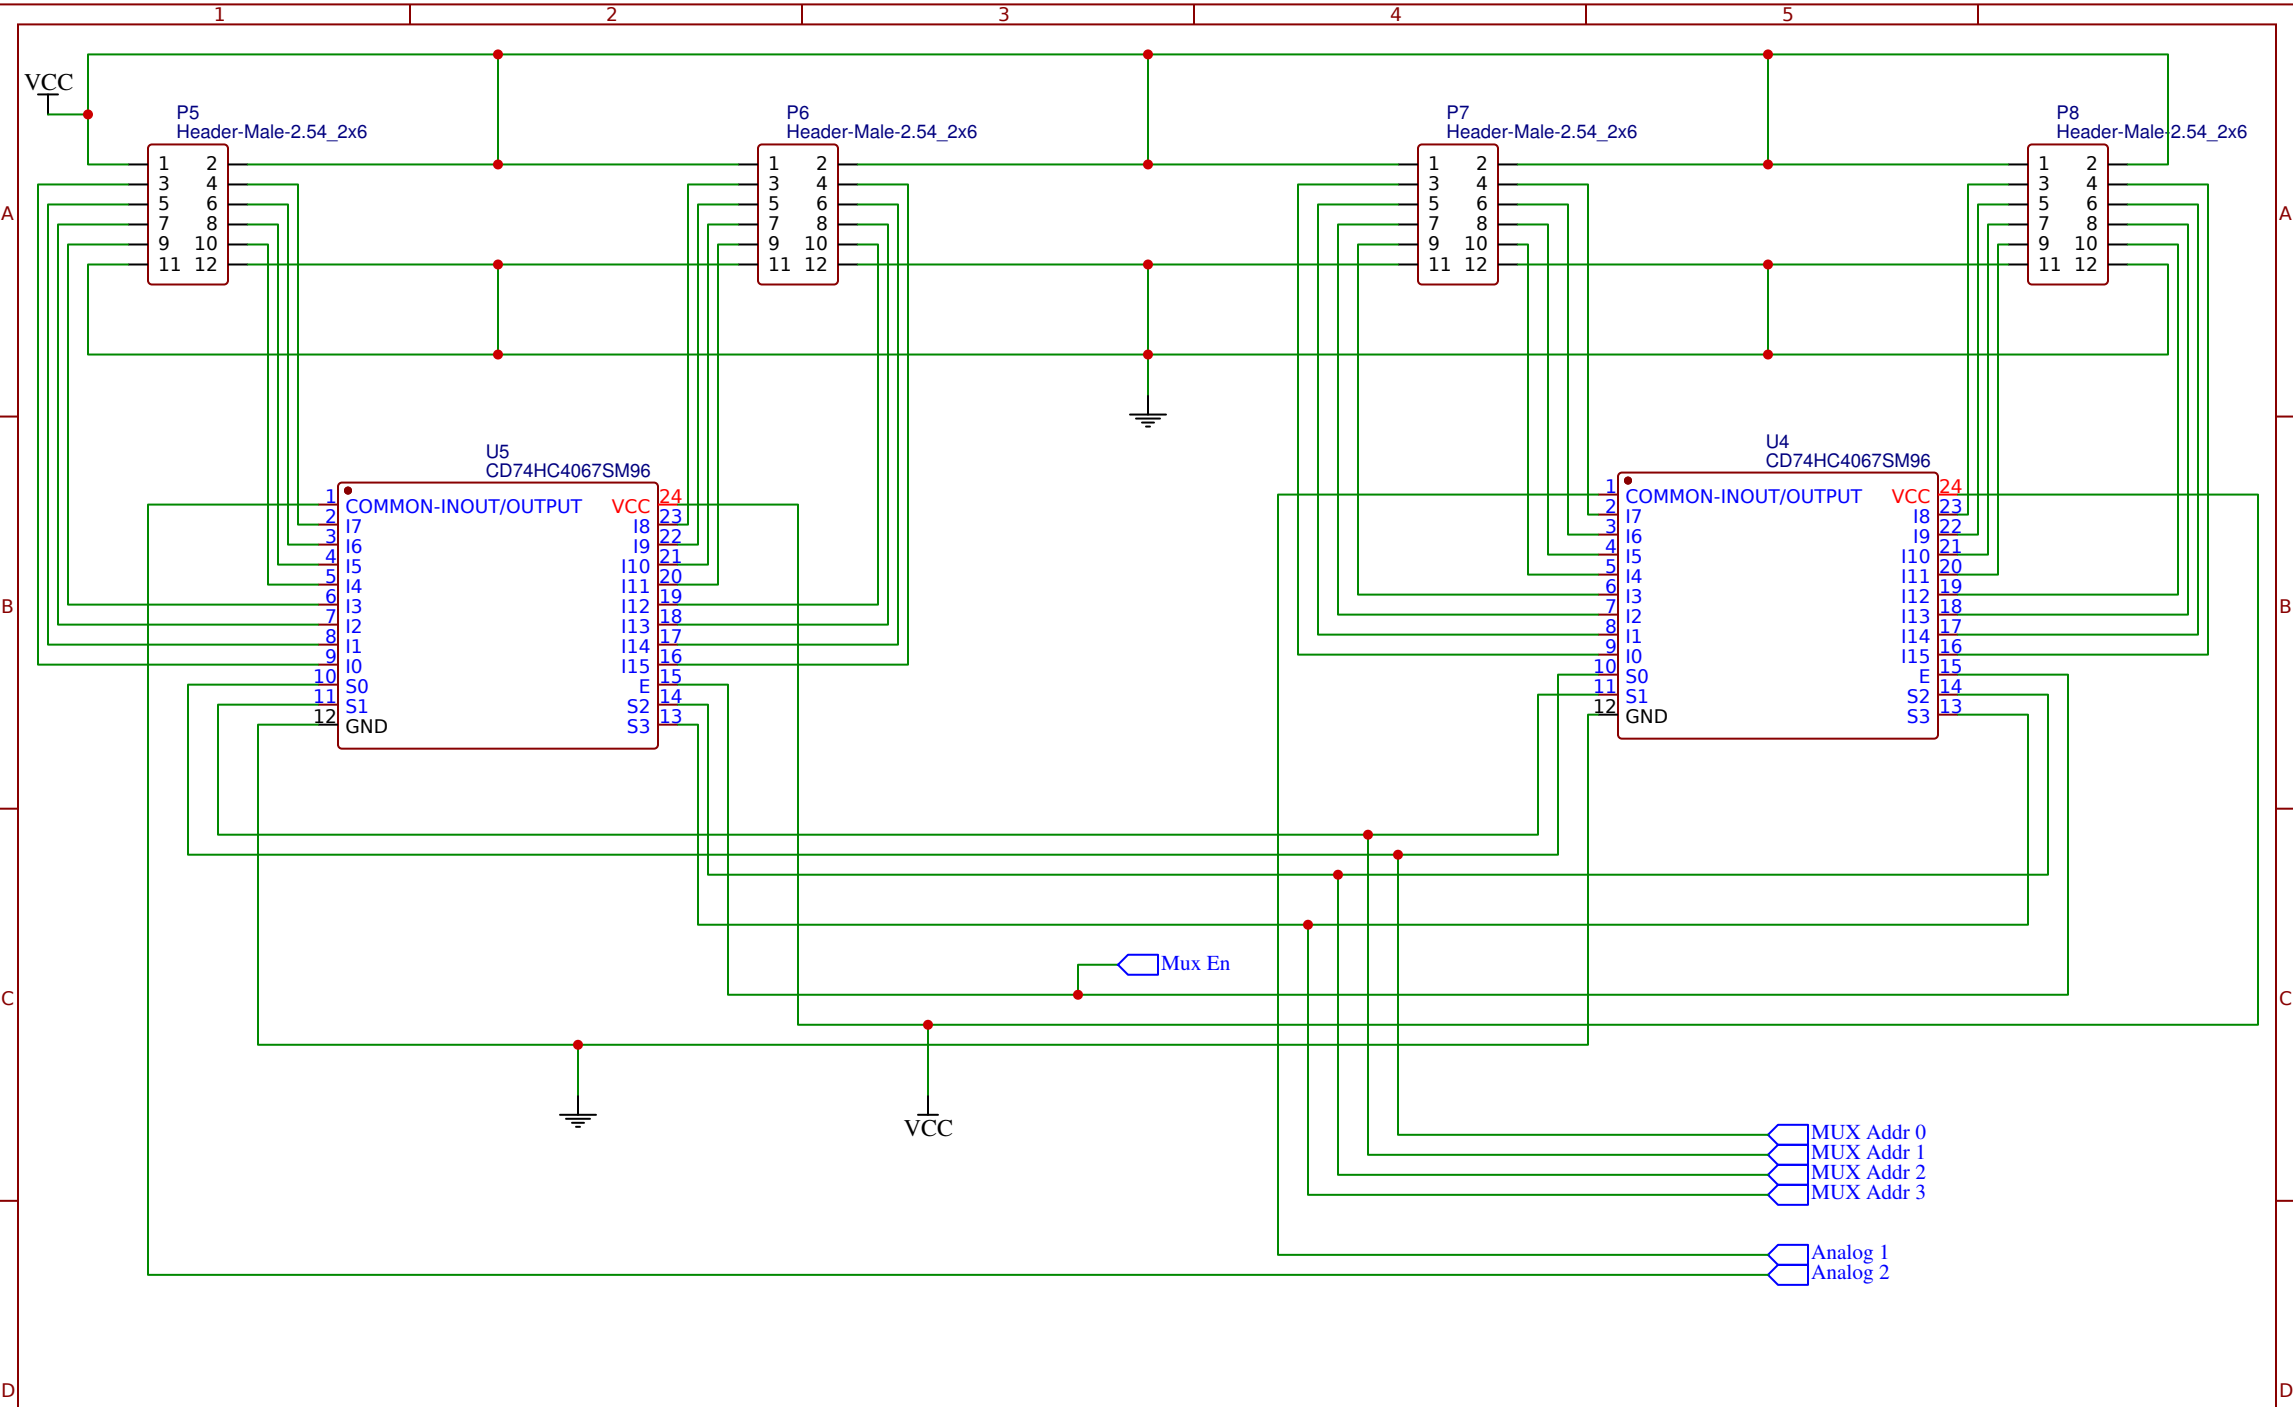 1 2 3 4 5
VCC
P5
Header-Male-2.54_2x6
1 2
3 4
5 6
7 8
9 10
11 12
P6
Header-Male-2.54_2x6
1 2
3 4
5 6
7 8
9 10
11 12
P7
Header-Male-2.54_2x6
1 2
3 4
5 6
7 8
9 10
11 12
P8
Header-Male-2.54_2x6
1 2
3 4
5 6
7 8
9 10
11 12
A A
U5
CD74HC4067SM96
1 COMMON-INOUT/OUTPUT VCC 24
2 I7 I8 23
3 I6 I9 22
4 I5 I10 21
5 I4 I11 20
6 I3 I12 19
7 I2 I13 18
8 I1 I14 17
9 I0 I15 16
10 S0 E 15
11 S1 S2 14
12 GND S3 13
U4
CD74HC4067SM96
1 COMMON-INOUT/OUTPUT VCC 24
2 I7 I8 23
3 I6 I9 22
4 I5 I10 21
5 I4 I11 20
6 I3 I12 19
7 I2 I13 18
8 I1 I14 17
9 I0 I15 16
10 S0 E 15
11 S1 S2 14
12 GND S3 13
B B
Mux En
C C
VCC
MUX Addr 0
MUX Addr 1
MUX Addr 2
MUX Addr 3
Analog 1
Analog 2
D D